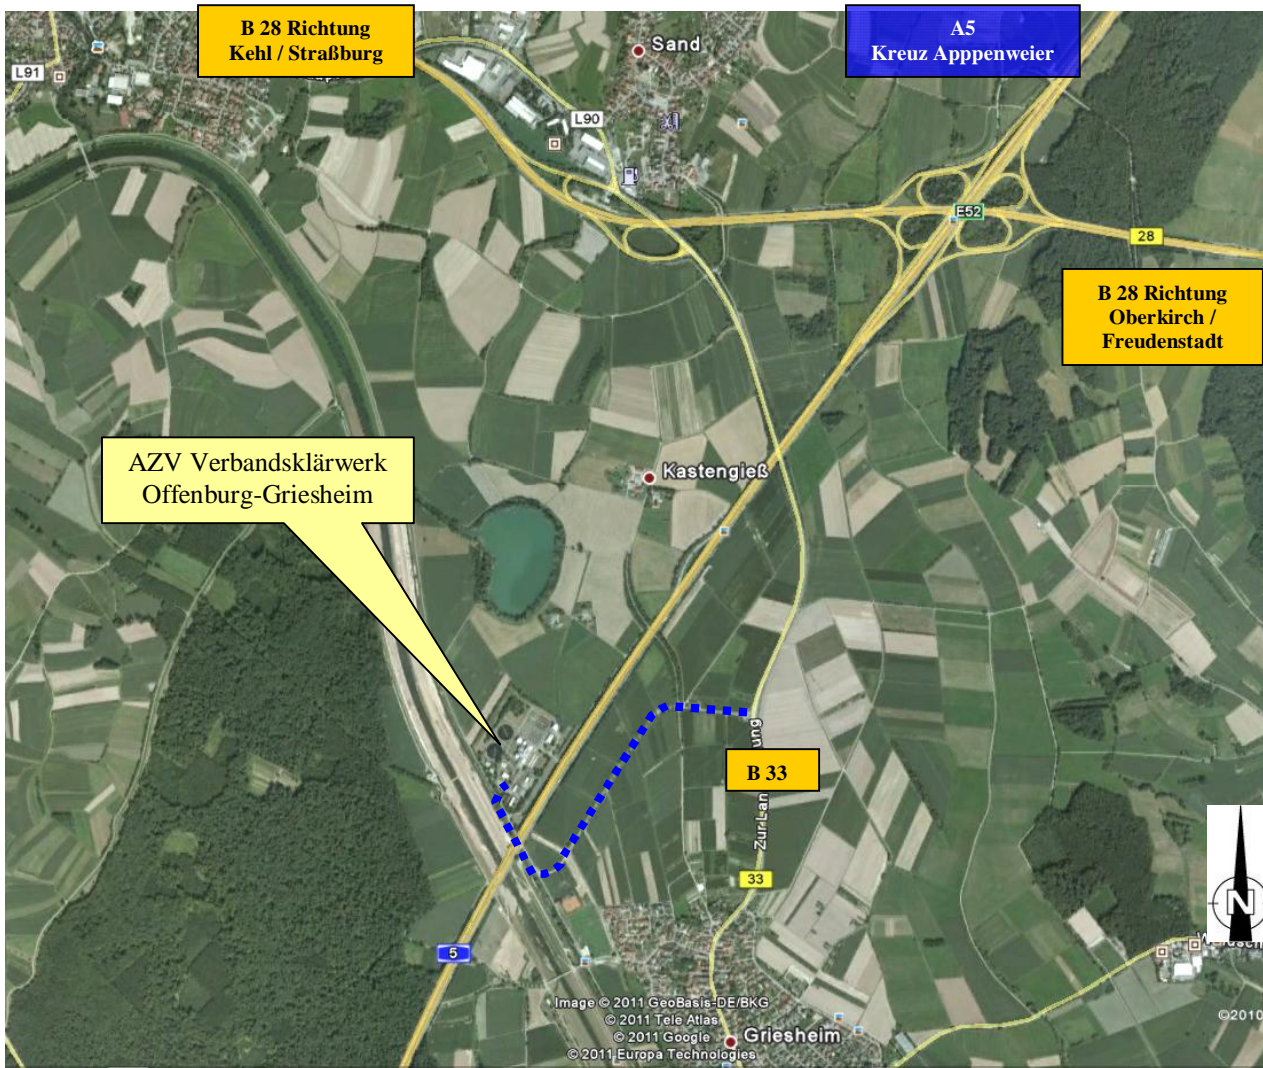 B 28 Richtung
Kehl / Straßburg
A5
Kreuz Apppenweier
Sand
L91
L90
E52
28
B 28 Richtung
Oberkirch /
Freudenstadt
AZV Verbandsklärwerk
Offenburg-Griesheim
Kastengieß
B 33
33
N
5
Image © 2011 GeoBasis-DE/BKG
© 2011 Tele Atlas
© 2011 Google
© 2011 Europa Technologies
Griesheim
©2010